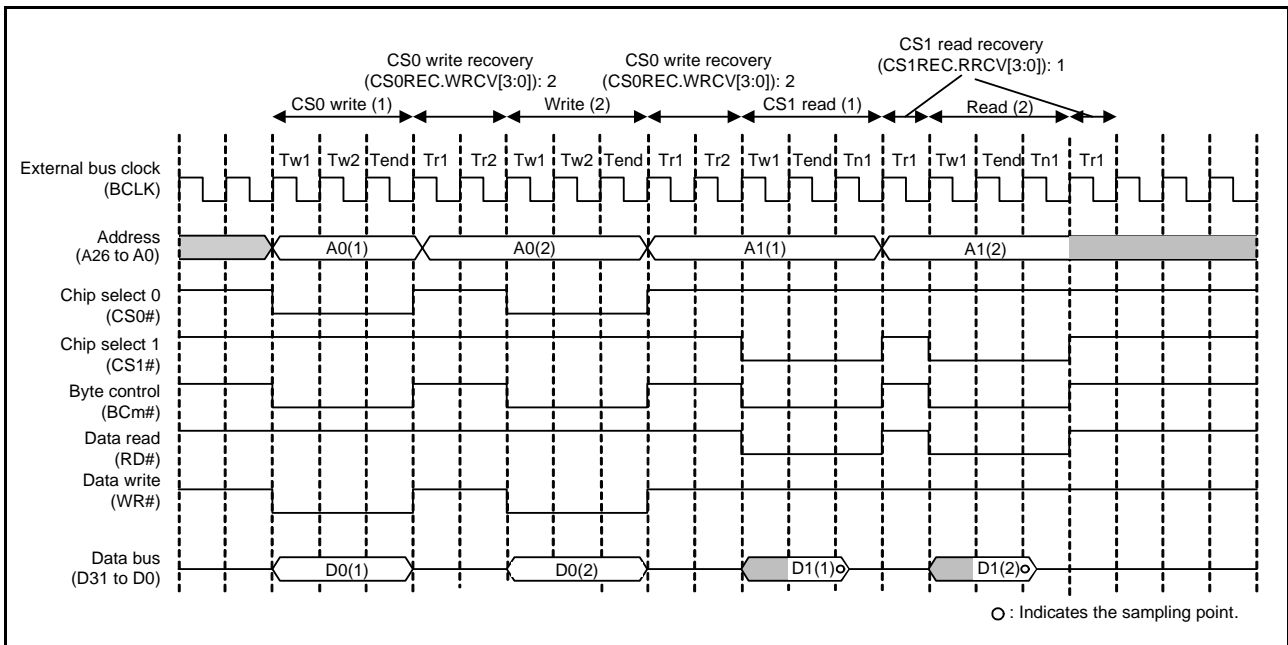 CS1 read recovery
(CS1REC.RRCV[3:0]): 1
CS0 write recovery
(CS0REC.WRCV[3:0]): 2
CS0 write recovery
(CS0REC.WRCV[3:0]): 2
CS0 write (1)
Write (2)
CS1 read (1)
Read (2)
Tw1 Tw2 Tend Tr1 Tr2 Tw1 Tw2 Tend Tr1 Tr2 Tw1 Tend Tn1 Tr1 Tw1 Tend Tn1 Tr1
External bus clock
(BCLK)
Address
(A26 to A0)
A0(1) A0(2) A1(1) A1(2)
Chip select 0
(CS0#)
Chip select 1
(CS1#)
Byte control
(BCm#)
Data read
(RD#)
Data write
(WR#)
Data bus
(D31 to D0)
D0(1) D0(2) D1(1) D1(2)
: Indicates the sampling point.